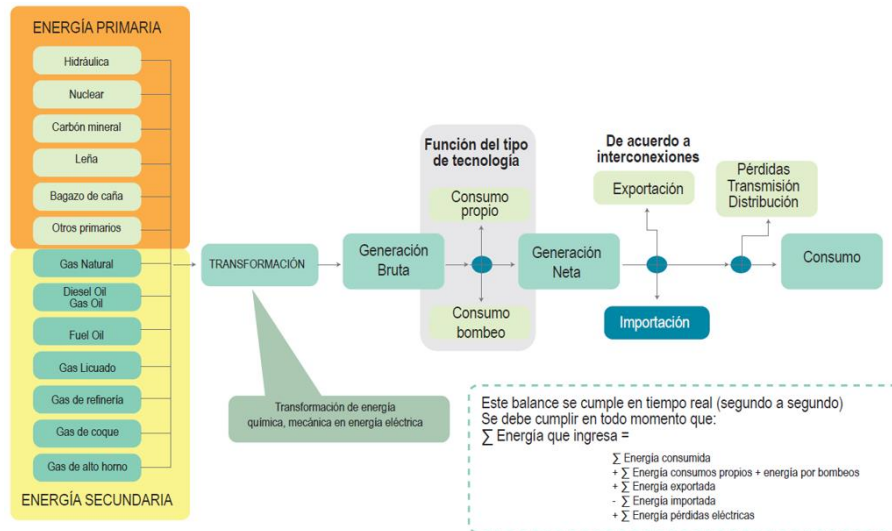 ENERGÍA PRIMARIA
Hidráulica
Nuclear
Carbón mineral
Leña
Bagazo de caña
Otros primarios
Gas Natural
Diesel Oil
Gas Oil
Fuel Oil
Gas Licuado
Gas de refinería
Gas de coque
Gas de alto horno
ENERGÍA SECUNDARIA
TRANSFORMACIÓN
Transformación de energía
química, mecánica en energía eléctrica
Generación
Bruta
Función del tipo
de tecnología
Consumo
propio
Consumo
bombeo
Generación
Neta
De acuerdo a
interconexiones
Exportación
Importación
Pérdidas
Transmisión
Distribución
Consumo
Este balance se cumple en tiempo real (segundo a segundo)
Se debe cumplir en todo momento que:
∑ Energía que ingresa =
∑ Energía consumida
+ ∑ Energía consumos propios + energía por bombeos
+ ∑ Energía exportada
- ∑ Energía importada
+ ∑ Energía pérdidas eléctricas